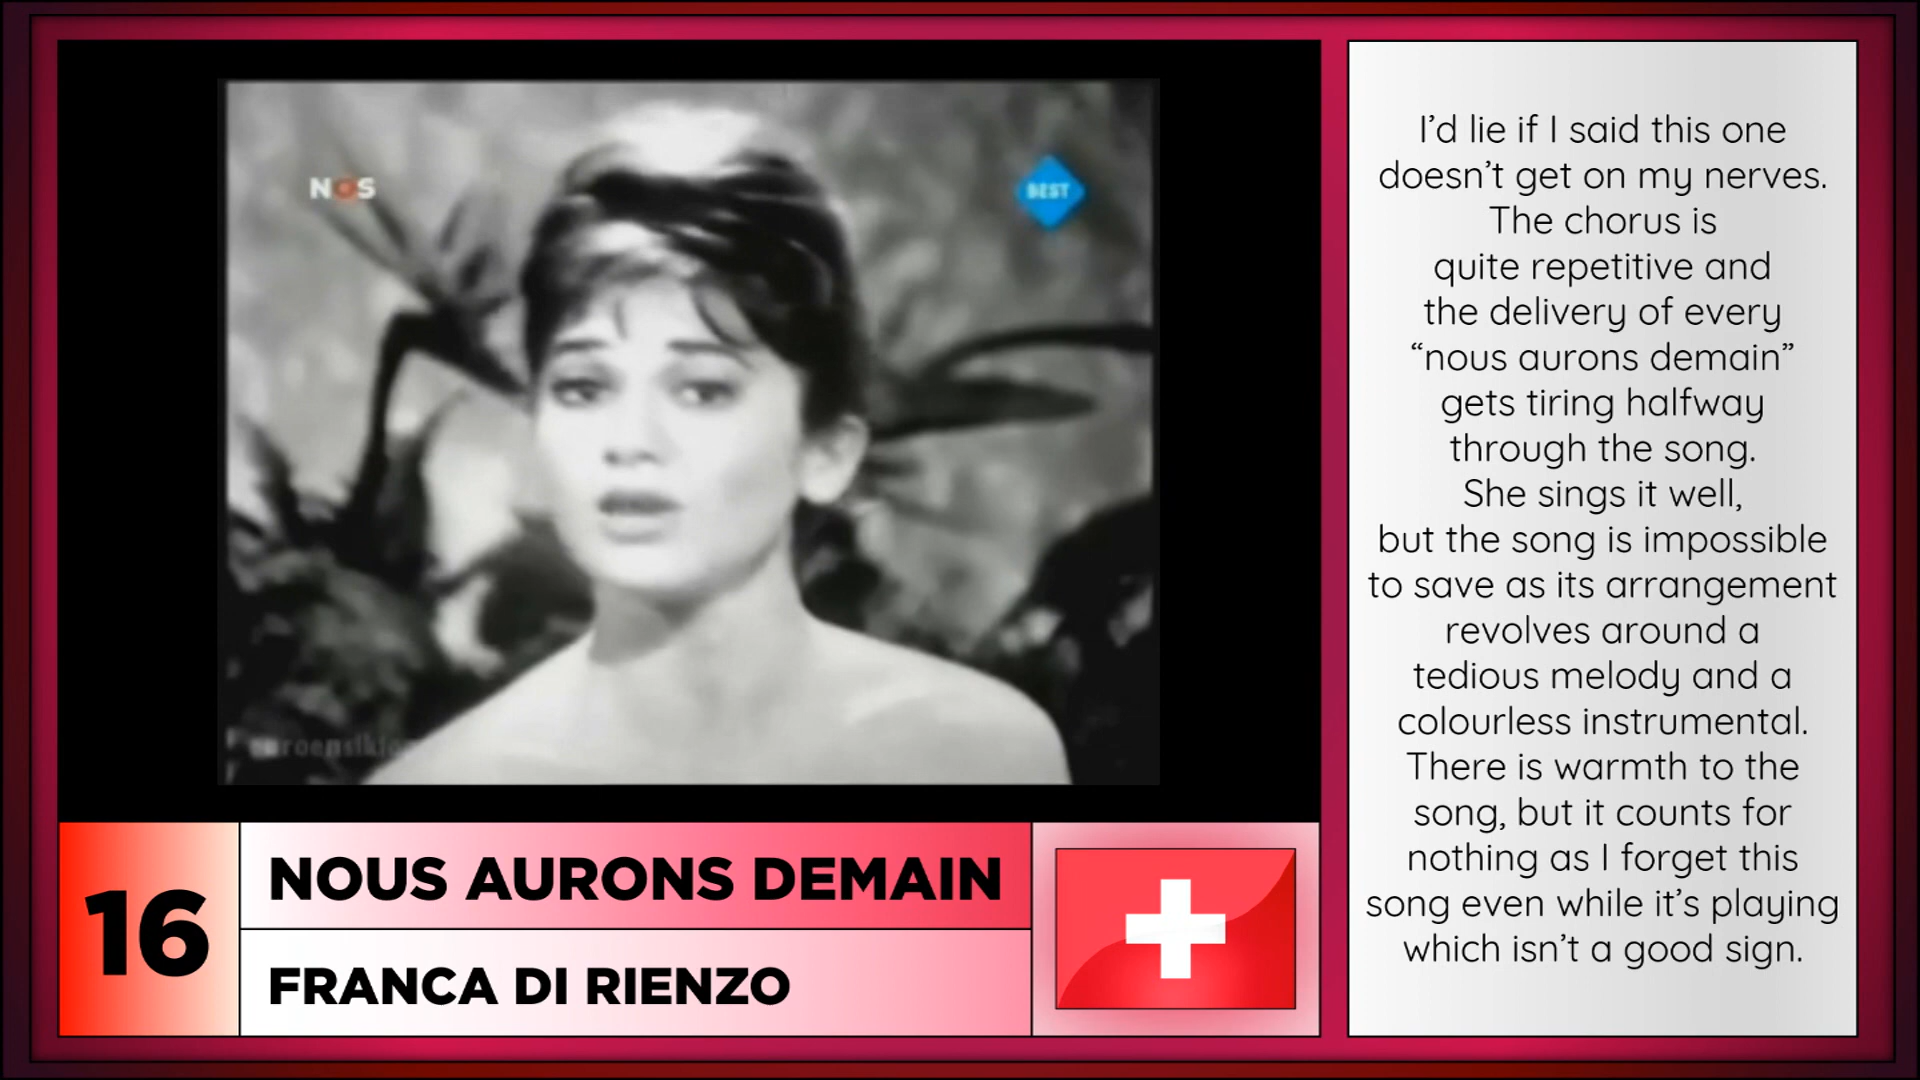 NOS
BEST
I’d lie if I said this one
doesn’t get on my nerves.
The chorus is
quite repetitive and
the delivery of every
“nous aurons demain”
gets tiring halfway
through the song.
She sings it well,
but the song is impossible
to save as its arrangement
revolves around a
tedious melody and a
colourless instrumental.
There is warmth to the
song, but it counts for
nothing as I forget this
song even while it’s playing
which isn’t a good sign.
16
NOUS AURONS DEMAIN
FRANCA DI RIENZO